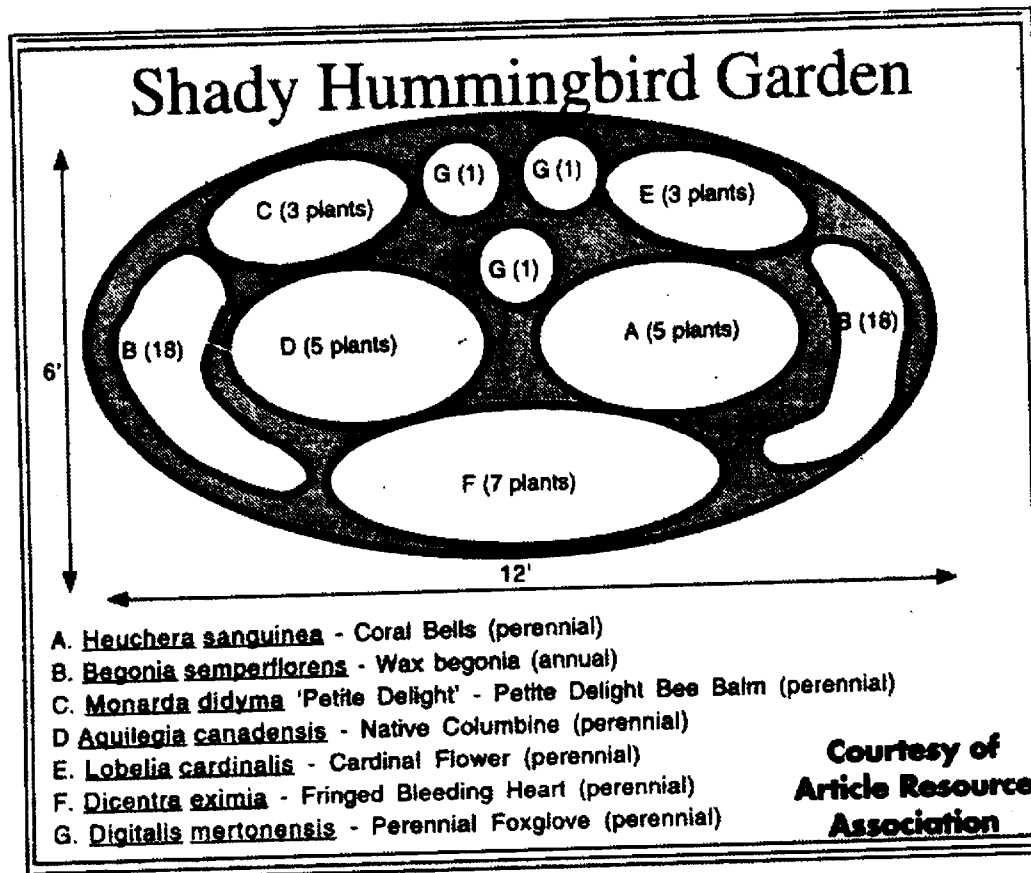 Shady Hummingbird Garden
G (1)
G (1)
C (3 plants)
E (3 plants)
G (1)
B (18)
D (5 plants)
A (5 plants)
B (18)
6'
F (7 plants)
12'
A. Heuchera sanguinea - Coral Bells (perennial)
B. Begonia semperflorens - Wax begonia (annual)
C. Monarda didyma 'Petite Delight' - Petite Delight Bee Balm (perennial)
D Aquilegia canadensis - Native Columbine (perennial)
E. Lobelia cardinalis - Cardinal Flower (perennial)
F. Dicentra eximia - Fringed Bleeding Heart (perennial)
G. Digitalis mertonensis - Perennial Foxglove (perennial)
Courtesy of
Article Resource
Association